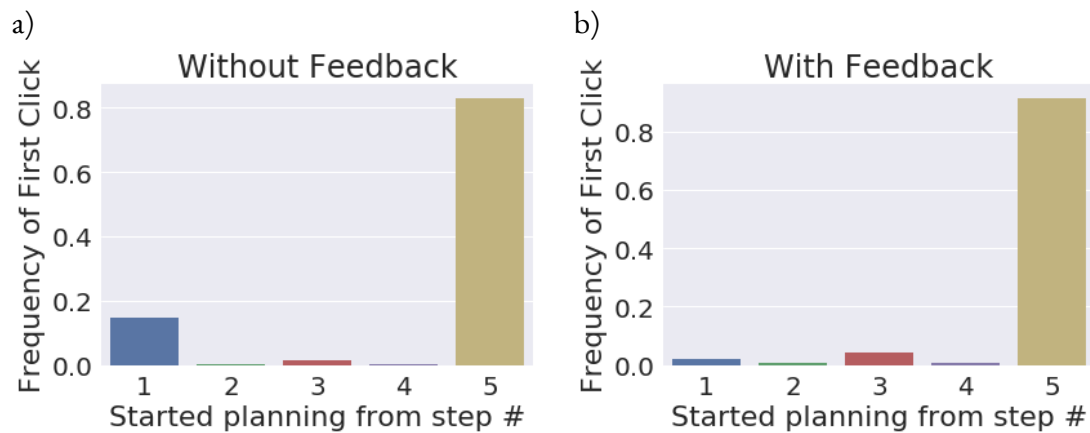 a)
Without Feedback
Frequency of First Click
0.8
0.6
0.4
0.2
0.0
1 2 3 4 5
Started planning from step #
b)
With Feedback
Frequency of First Click
0.8
0.6
0.4
0.2
0.0
1 2 3 4 5
Started planning from step #